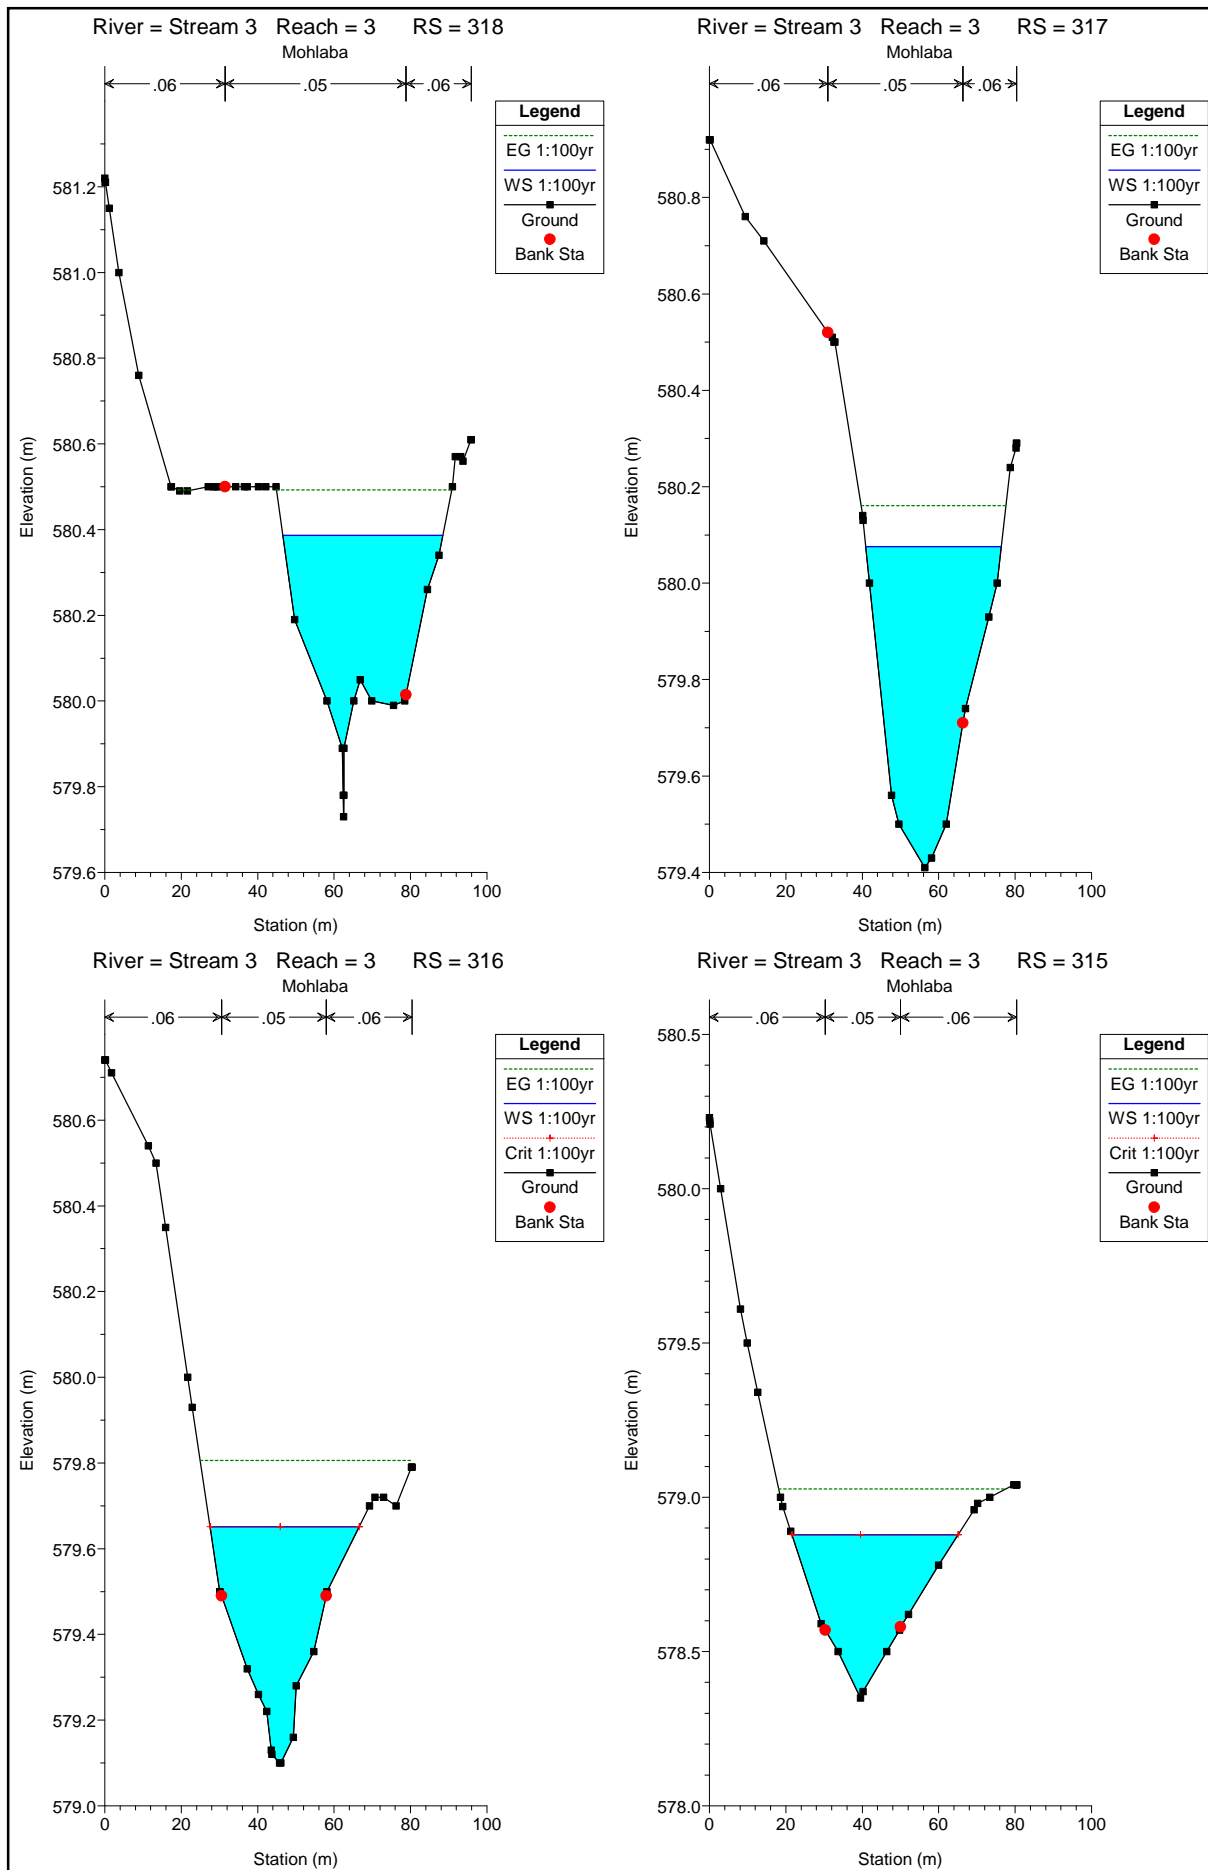 River = Stream 3 Reach = 3 RS = 318
Mohlaba
.06 .05 .06
Legend
EG 1:100yr
WS 1:100yr
Ground
Bank Sta
581.2
581.0
580.8
580.6
580.4
580.2
580.0
579.8
579.6
Elevation (m)
0 20 40 60 80 100
Station (m)
River = Stream 3 Reach = 3 RS = 317
Mohlaba
.06 .05 .06
Legend
EG 1:100yr
WS 1:100yr
Ground
Bank Sta
580.8
580.6
580.4
580.2
580.0
579.8
579.6
579.4
Elevation (m)
0 20 40 60 80 100
Station (m)
River = Stream 3 Reach = 3 RS = 316
Mohlaba
.06 .05 .06
Legend
EG 1:100yr
WS 1:100yr
Crit 1:100yr
Ground
Bank Sta
580.6
580.4
580.2
580.0
579.8
579.6
579.4
579.2
579.0
Elevation (m)
0 20 40 60 80 100
Station (m)
River = Stream 3 Reach = 3 RS = 315
Mohlaba
.06 .05 .06
Legend
EG 1:100yr
WS 1:100yr
Crit 1:100yr
Ground
Bank Sta
580.5
580.0
579.5
579.0
578.5
578.0
Elevation (m)
0 20 40 60 80 100
Station (m)